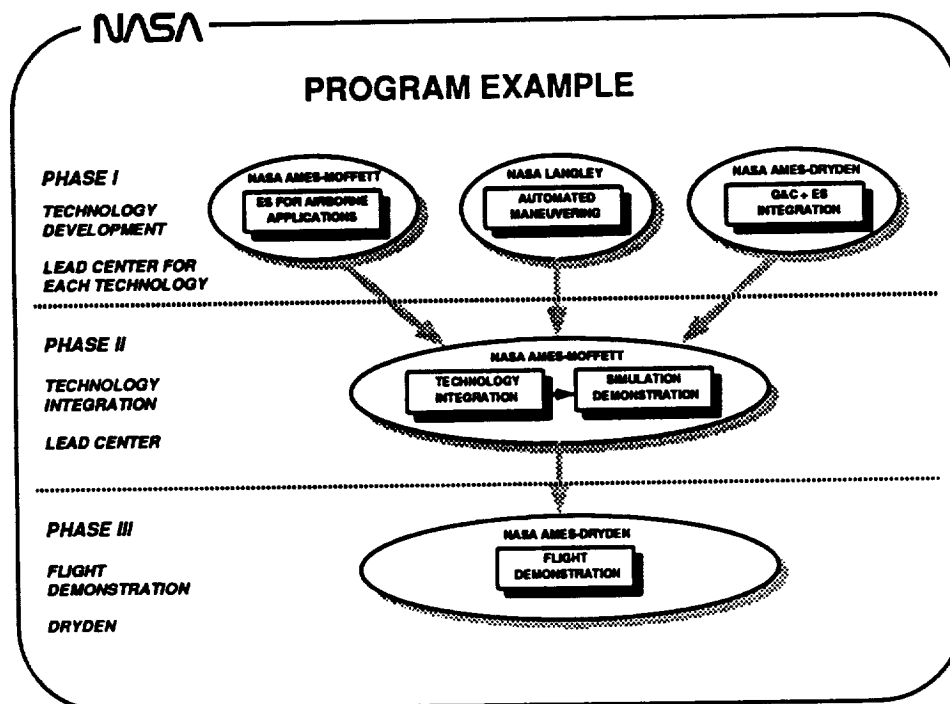 NASA
PROGRAM EXAMPLE
PHASE I
TECHNOLOGY
DEVELOPMENT
LEAD CENTER FOR
EACH TECHNOLOGY
NASA AMES-MOFFETT
ES FOR AIRBORNE
APPLICATIONS
NASA LANGLEY
AUTOMATED
MANEUVERING
NASA AMES-DRYDEN
G&C + ES
INTEGRATION
PHASE II
TECHNOLOGY
INTEGRATION
LEAD CENTER
NASA AMES-MOFFETT
TECHNOLOGY
INTEGRATION
SIMULATION
DEMONSTRATION
PHASE III
FLIGHT
DEMONSTRATION
DRYDEN
NASA AMES-DRYDEN
FLIGHT
DEMONSTRATION